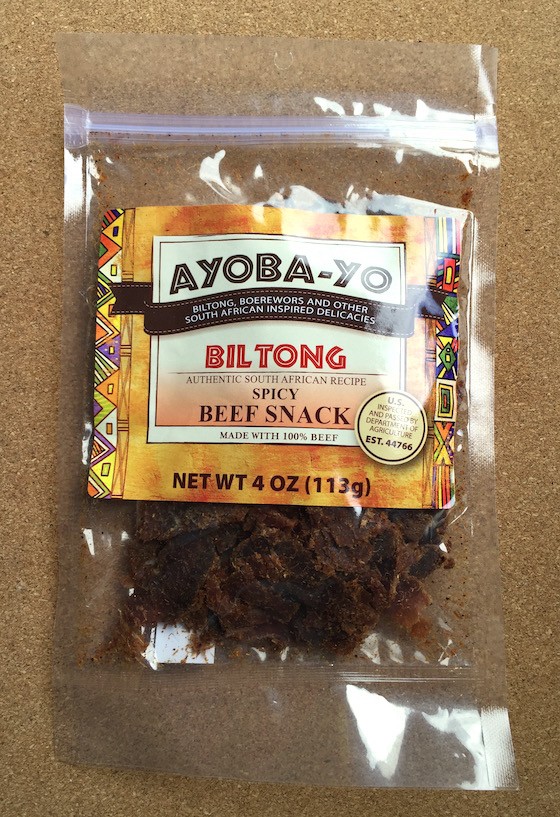 AYOBA-YO
BILTONG, BOEREWORS AND OTHER
SOUTH AFRICAN INSPIRED DELICACIES
BILTONG
AUTHENTIC SOUTH AFRICAN RECIPE
SPICY
BEEF SNACK
MADE WITH 100% BEEF
U.S.
INSPECTED
AND PASSED BY
DEPARTMENT OF
AGRICULTURE
EST. 44766
NET WT 4 OZ (113g)